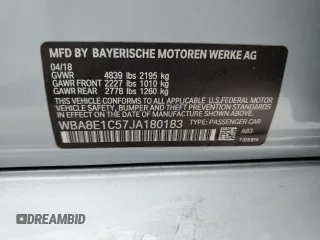 MFD BY BAYERISCHE MOTOREN WERKE AG
04/18
GVWR 4839 lbs 2195 kg
GAWR FRONT 2227 lbs 1010 kg
GAWR REAR 2778 lbs 1260 kg
THIS VEHICLE CONFORMS TO ALL APPLICABLE U.S. FEDERAL MOTOR
VEHICLE SAFETY, BUMPER, AND THEFT PREVENTION STANDARDS IN
EFFECT ON THE DATE OF MANUFACTURE SHOWN ABOVE.
WBA8E1C57JA180183 TYPE: PASSENGER CAR
A83
DREAMBID
DREAMBID